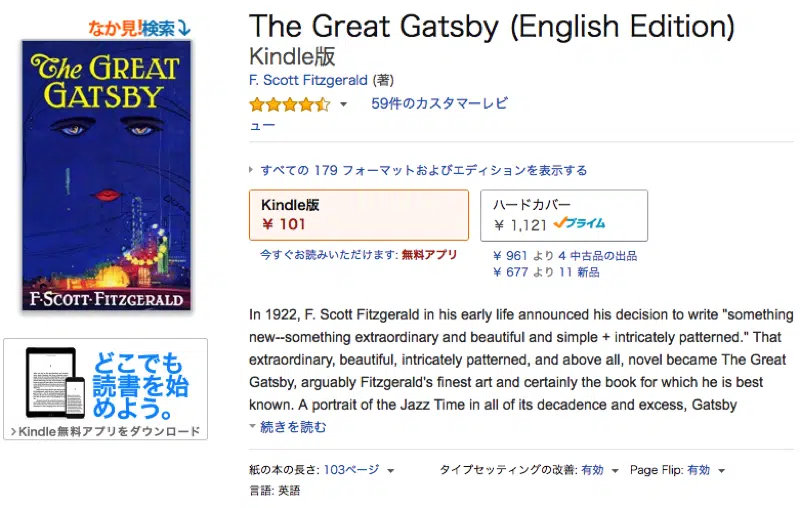 なか見!検索
The GREAT
GATSBY
F·SCOTT·FITZGERALD
どこでも
読書を始
めよう。
>Kindle無料アプリをダウンロード
The Great Gatsby (English Edition)
Kindle版
F. Scott Fitzgerald (著)
59件のカスタマーレビ
ュー
すべての 179 フォーマットおよびエディションを表示する
Kindle版
¥ 101
今すぐお読みいただけます: 無料アプリ
ハードカバー
¥ 1,121 プライム
¥ 961 より 4 中古品の出品
¥ 677 より 11 新品
In 1922, F. Scott Fitzgerald in his early life announced his decision to write "something
new--something extraordinary and beautiful and simple + intricately patterned." That
extraordinary, beautiful, intricately patterned, and above all, novel became The Great
Gatsby, arguably Fitzgerald's finest art and certainly the book for which he is best
known. A portrait of the Jazz Time in all of its decadence and excess, Gatsby
続きを読む
紙の本の長さ: 103ページ タイプセッティングの改善: 有効 Page Flip: 有効
言語: 英語